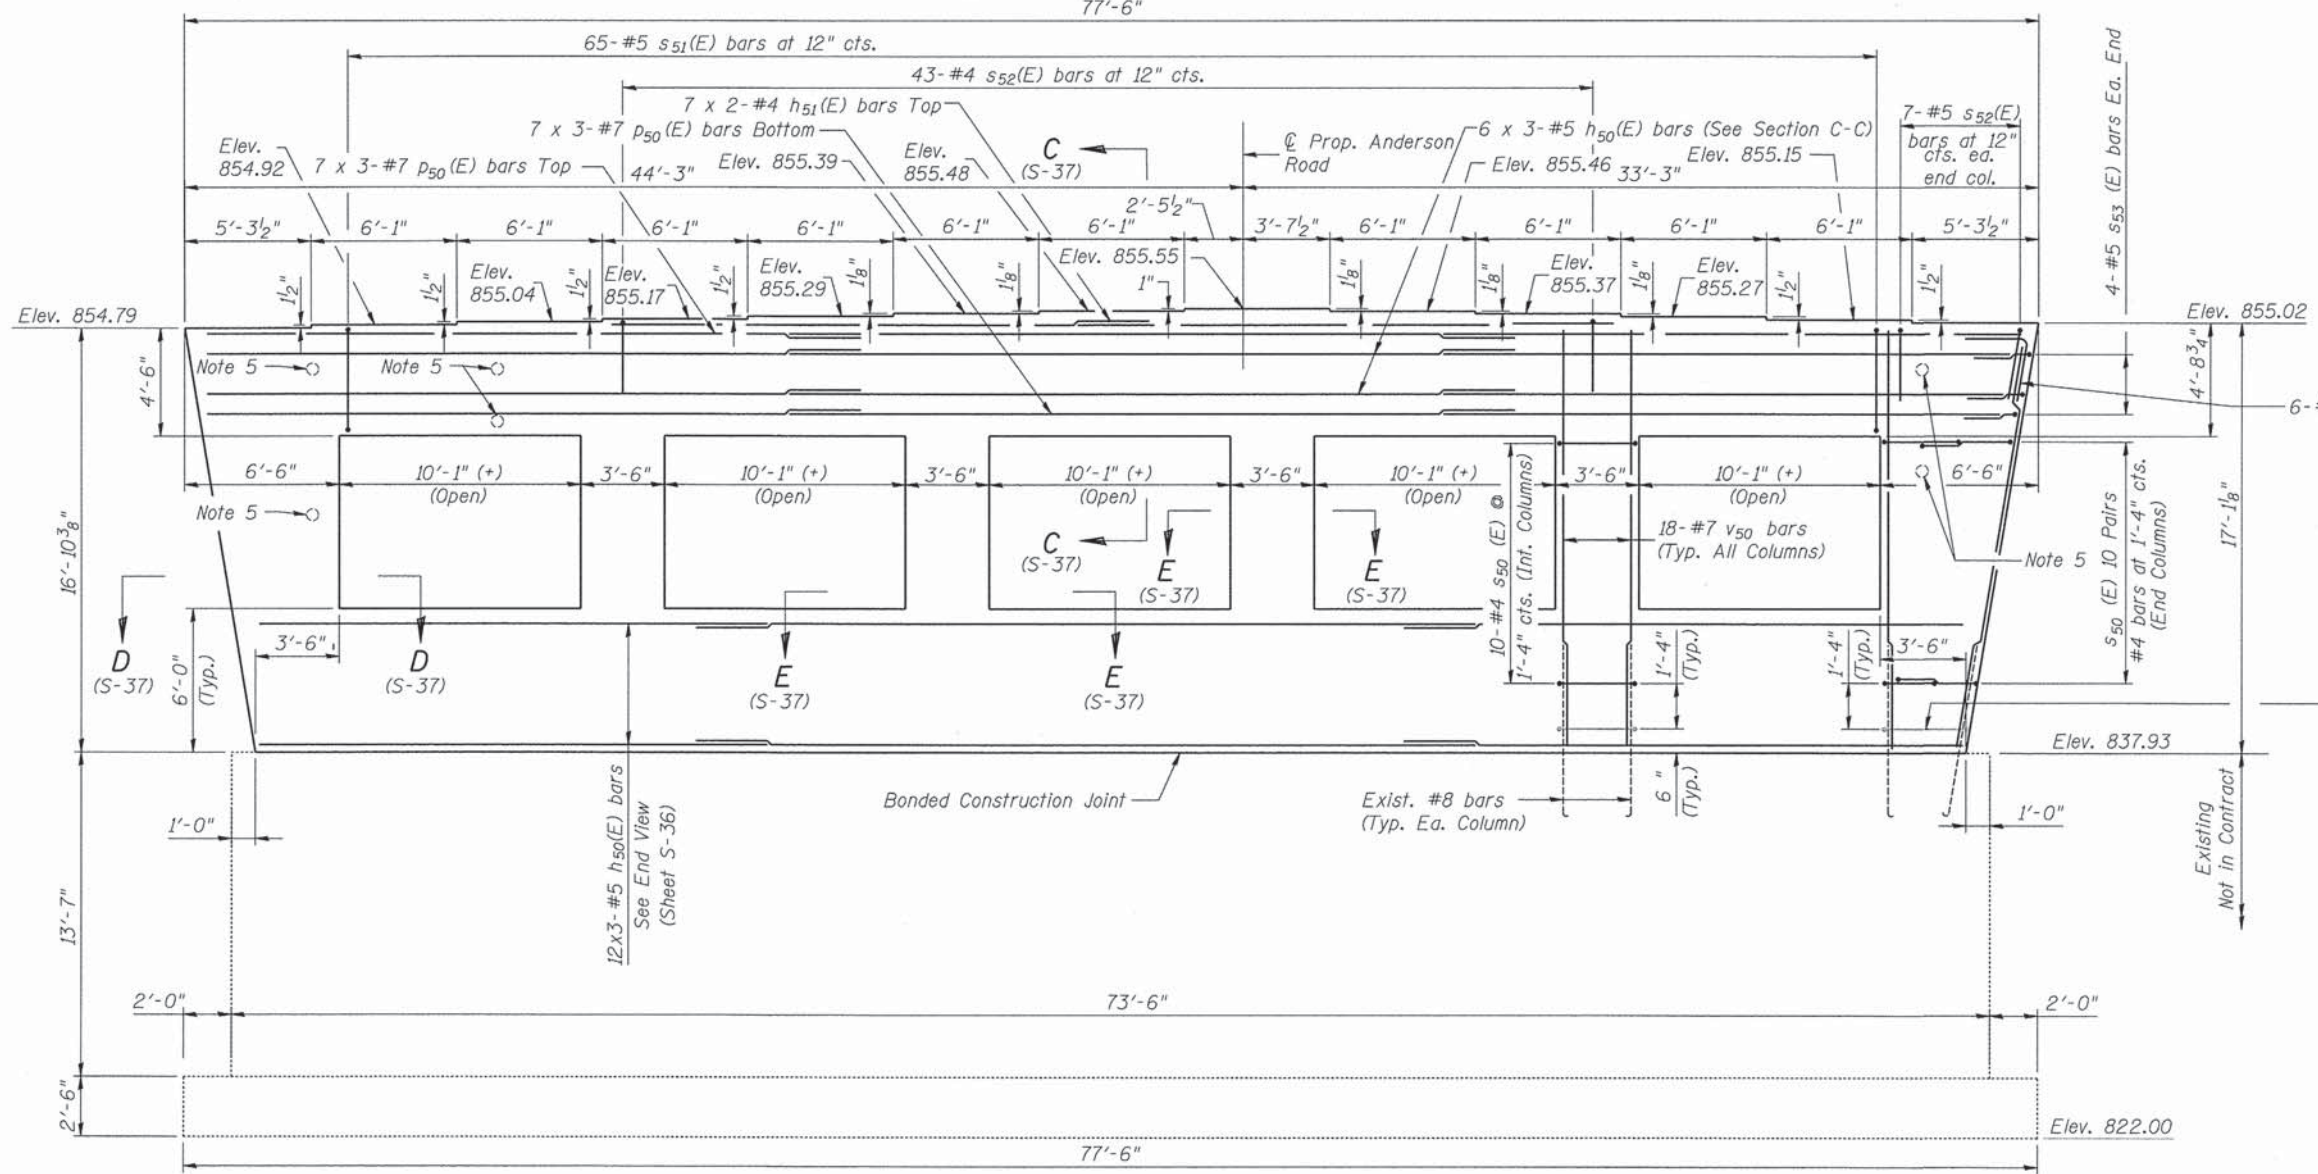 77'-6"
65-#5 s51(E) bars at 12" cts.
43-#4 s52(E) bars at 12" cts.
7 x 2-#4 h51(E) bars Top
7 x 3-#7 p50(E) bars Bottom
7-#5 s52(E)
bars at 12"
cts. ea.
end col.
4-#5 s53 (E) bars Ea. End
Elev.
854.92
7 x 3-#7 p50(E) bars Top
44'-3"
Elev. 855.39
Elev.
855.48
C
(S-37)
℄ Prop. Anderson
Road
6 x 3-#5 h50(E) bars (See Section C-C)
Elev. 855.46
Elev. 855.15
33'-3"
2'-5½"
5'-3½"
6'-1"
6'-1"
6'-1"
6'-1"
6'-1"
6'-1"
3'-7½"
6'-1"
6'-1"
6'-1"
6'-1"
5'-3½"
1½"
1½"
Elev.
855.04
1½"
Elev.
855.17
1½"
Elev.
855.29
1⅛"
1⅛"
1"
Elev. 855.55
1⅛"
1⅛"
Elev.
855.37
1⅛"
Elev.
855.27
1½"
1½"
Elev. 854.79
Elev. 855.02
4'-6"
Note 5
Note 5
4'-8¾"
6-#
6'-6"
10'-1" (+)
(Open)
3'-6"
10'-1" (+)
(Open)
3'-6"
10'-1" (+)
(Open)
3'-6"
10'-1" (+)
(Open)
3'-6"
10'-1" (+)
(Open)
6'-6"
Note 5
16'-10⅜"
C
(S-37)
E
(S-37)
E
(S-37)
10-#4 s50 (E) @
1'-4" cts. (Int. Columns)
18-#7 v50 bars
(Typ. All Columns)
Note 5
s50 (E) 10 Pairs
#4 bars at 1'-4" cts.
(End Columns)
17'-1⅛"
D
(S-37)
3'-6"
D
(S-37)
6'-0"
(Typ.)
E
(S-37)
E
(S-37)
1'-4"
(Typ.)
1'-4"
(Typ.)
3'-6"
Elev. 837.93
12x3-#5 h50(E) bars
See End View
(Sheet S-36)
Bonded Construction Joint
Exist. #8 bars
(Typ. Ea. Column)
6"
(Typ.)
1'-0"
1'-0"
Existing
Not in Contract
13'-7"
2'-0"
73'-6"
2'-0"
2'-6"
Elev. 822.00
77'-6"